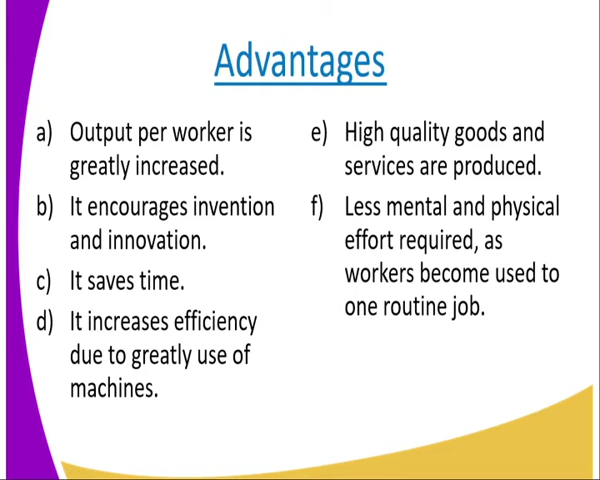 Advantages
a) Output per worker is
greatly increased.
b) It encourages invention
and innovation.
c) It saves time.
d) It increases efficiency
due to greatly use of
machines.
e) High quality goods and
services are produced.
f) Less mental and physical
effort required, as
workers become used to
one routine job.